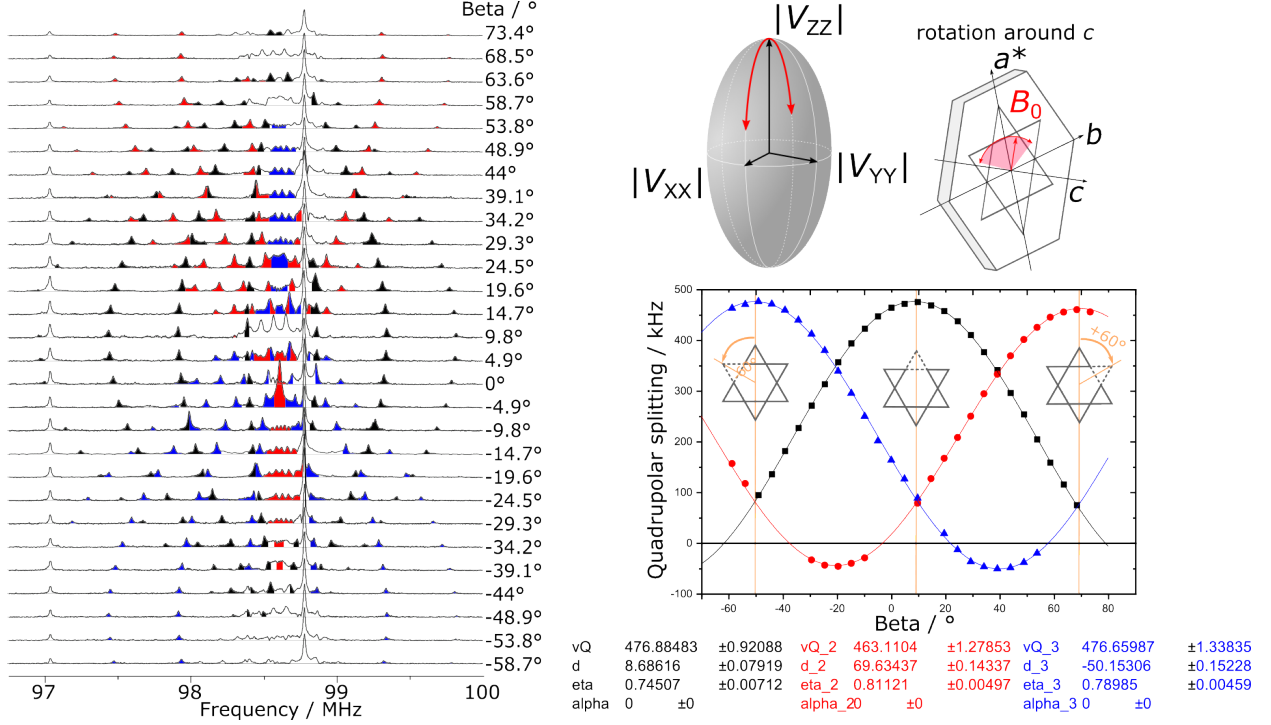 Beta / °
73.4°
68.5°
63.6°
58.7°
53.8°
48.9°
44°
39.1°
34.2°
29.3°
24.5°
19.6°
14.7°
9.8°
4.9°
0°
-4.9°
-9.8°
-14.7°
-19.6°
-24.5°
-29.3°
-34.2°
-39.1°
-44°
-48.9°
-53.8°
-58.7°
97 98 99 100
Frequency / MHz
|VZZ|
|VXX|
|VYY|
rotation around c
a*
B0
b
c
500
400
300
200
100
0
-100
Quadrupolar splitting / kHz
+60°
-60 -40 -20 0 20 40 60 80
Beta / °
vQ 476.88483 ±0.92088 vQ_2 463.1104 ±1.27853 vQ_3 476.65987 ±1.33835
d 8.68616 ±0.07919 d_2 69.63437 ±0.14337 d_3 -50.15306 ±0.15228
eta 0.74507 ±0.00712 eta_2 0.81121 ±0.00497 eta_3 0.78985 ±0.00459
alpha 0 ±0 alpha_20 ±0 alpha_3 0 ±0